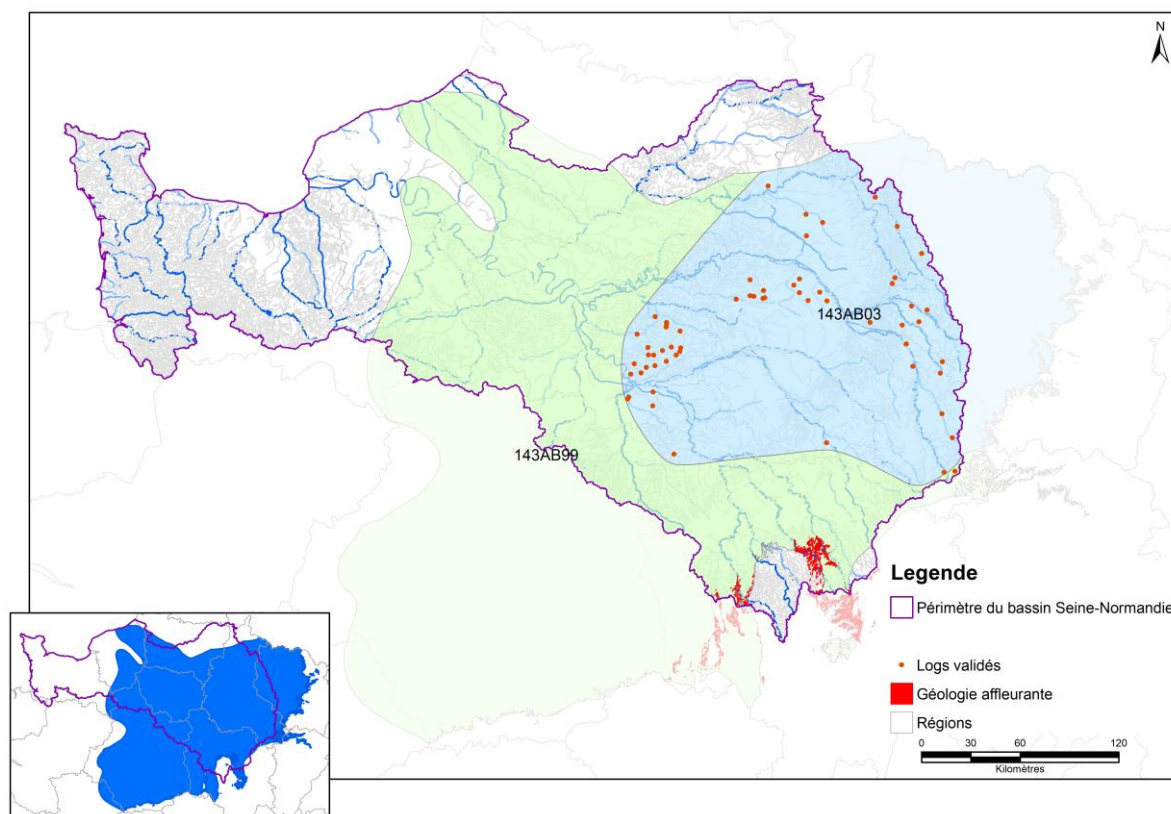 N
143AB03
143AB99
Legende
Périmètre du bassin Seine-Normandie
Logs validés
Géologie affleurante
Régions
0 30 60 120
Kilomètres